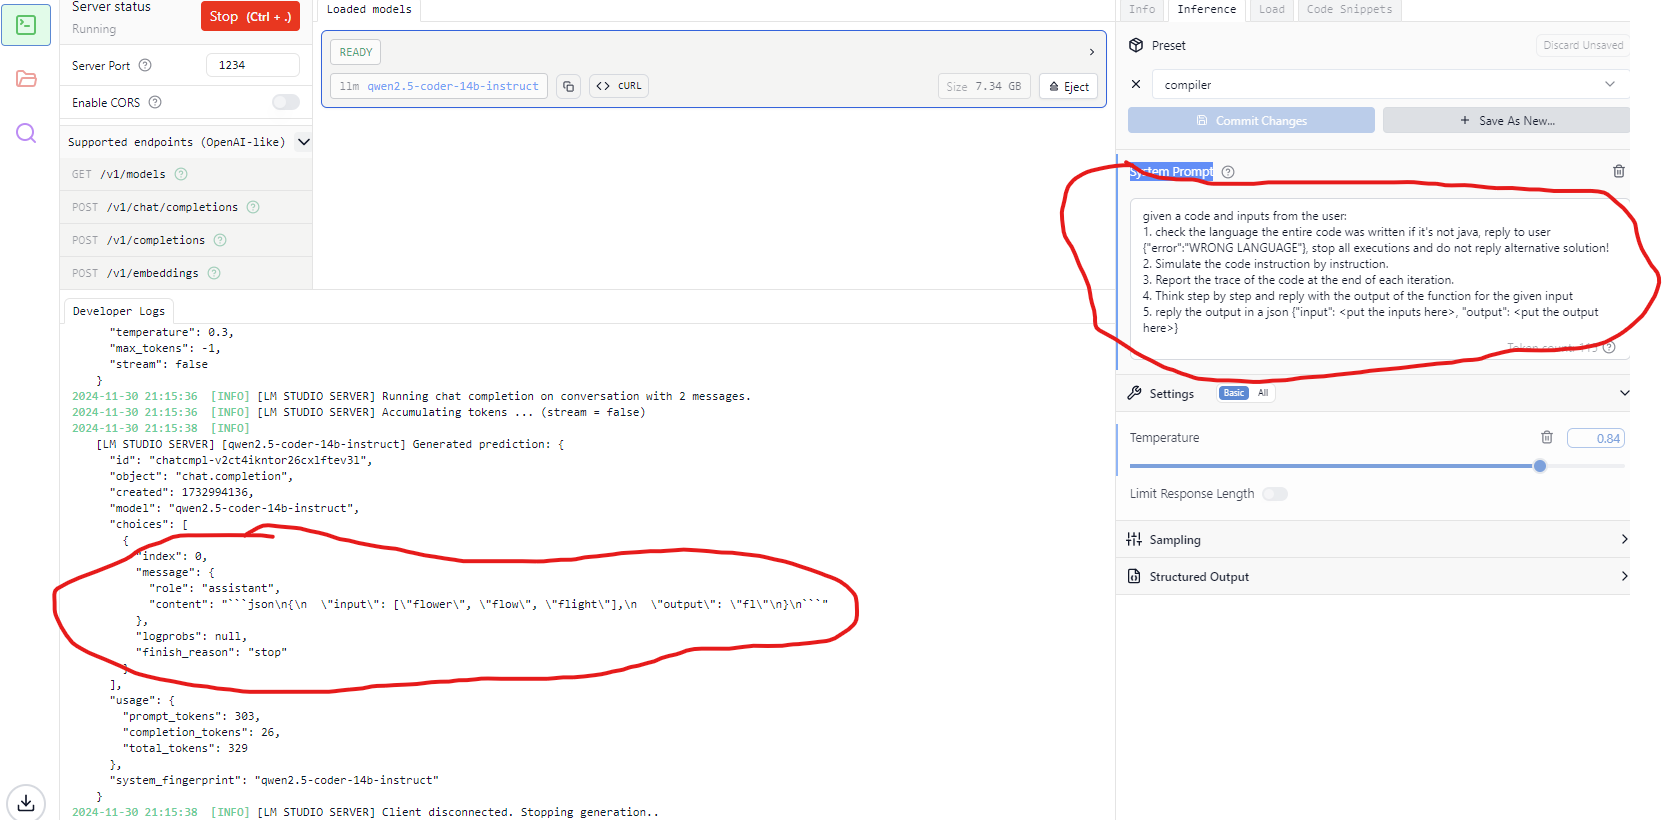 Server status
Running
Stop (Ctrl + .)
Server Port
1234
Enable CORS
Supported endpoints (OpenAI-like)
GET /v1/models
POST /v1/chat/completions
POST /v1/completions
POST /v1/embeddings
Loaded models
READY
llm qwen2.5-coder-14b-instruct
cURL
Size 7.34 GB
Eject
Developer Logs
"temperature": 0.3,
"max_tokens": -1,
"stream": false
}
2024-11-30 21:15:36 [INFO] [LM STUDIO SERVER] Running chat completion on conversation with 2 messages.
2024-11-30 21:15:36 [INFO] [LM STUDIO SERVER] Accumulating tokens ... (stream = false)
2024-11-30 21:15:38 [INFO]
[LM STUDIO SERVER] [qwen2.5-coder-14b-instruct] Generated prediction: {
"id": "chatcmpl-v2ct4ikntor26cxlftev3l",
"object": "chat.completion",
"created": 1732994136,
"model": "qwen2.5-coder-14b-instruct",
"choices": [
{
"index": 0,
"message": {
"role": "assistant",
"content": "```json\n{\n  \"input\": [\"flower\", \"flow\", \"flight\"],\n  \"output\": \"fl\"\n}\n```"
},
"logprobs": null,
"finish_reason": "stop"
}
],
"usage": {
"prompt_tokens": 303,
"completion_tokens": 26,
"total_tokens": 329
},
"system_fingerprint": "qwen2.5-coder-14b-instruct"
}
2024-11-30 21:15:38 [INFO] [LM STUDIO SERVER] Client disconnected. Stopping generation..
Info Inference Load Code Snippets
Preset
Discard Unsaved
compiler
Commit Changes
+ Save As New...
System Prompt
given a code and inputs from the user:
1. check the language the entire code was written if it's not java, reply to user
{"error":"WRONG LANGUAGE"}, stop all executions and do not reply alternative solution!
2. Simulate the code instruction by instruction.
3. Report the trace of the code at the end of each iteration.
4. Think step by step and reply with the output of the function for the given input
5. reply the output in a json {"input": <put the inputs here>, "output": <put the output
here>}
Token count:
Settings
Basic All
Temperature
0.84
Limit Response Length
Sampling
Structured Output